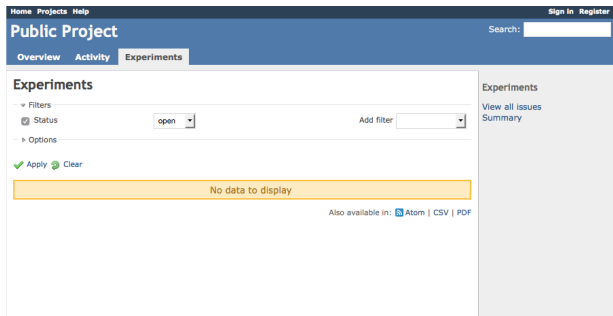 Home Projects Help Sign in Register
Public Project Search:
Overview Activity Experiments
Experiments
Filters
Status open Add filter
Options
Apply Clear
No data to display
Also available in: Atom | CSV | PDF
Experiments
View all issues
Summary